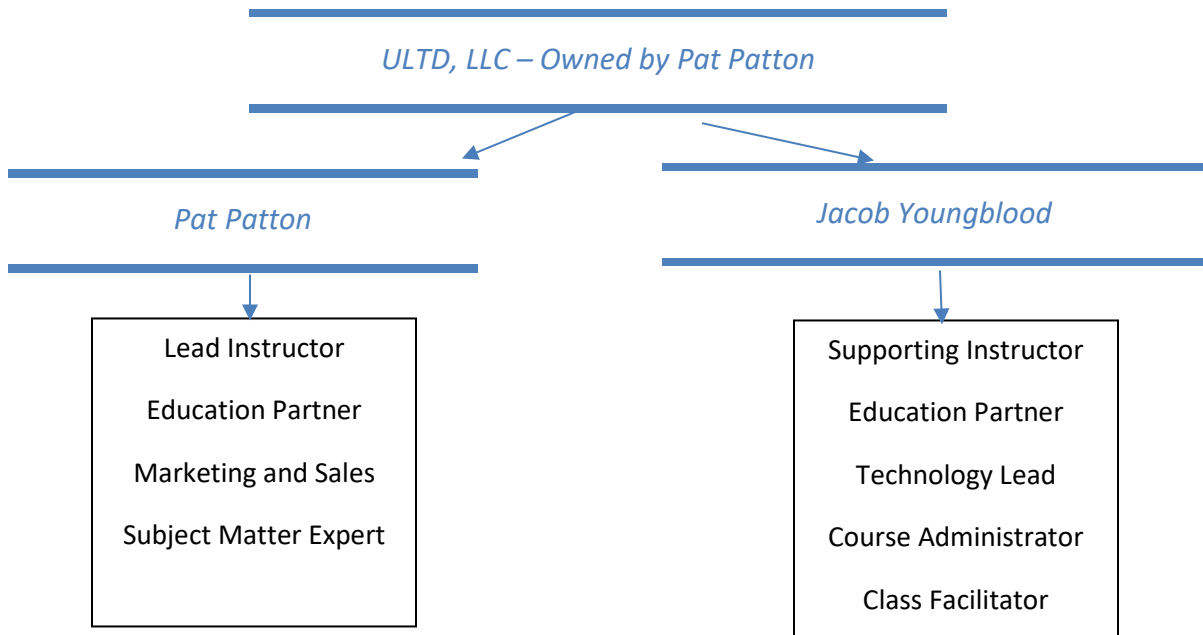 ULTD, LLC – Owned by Pat Patton
Pat Patton
Jacob Youngblood
Lead Instructor
Education Partner
Marketing and Sales
Subject Matter Expert
Supporting Instructor
Education Partner
Technology Lead
Course Administrator
Class Facilitator